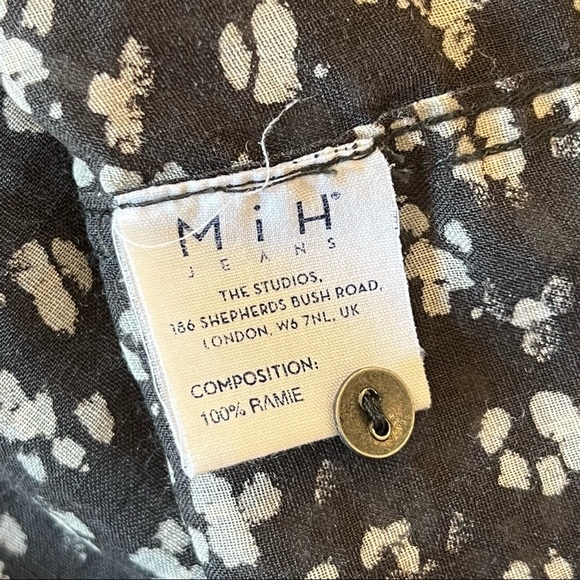 MiH®
JEANS
THE STUDIOS,
186 SHEPHERDS BUSH ROAD,
LONDON, W6 7NL, UK
COMPOSITION:
100% RAMIE